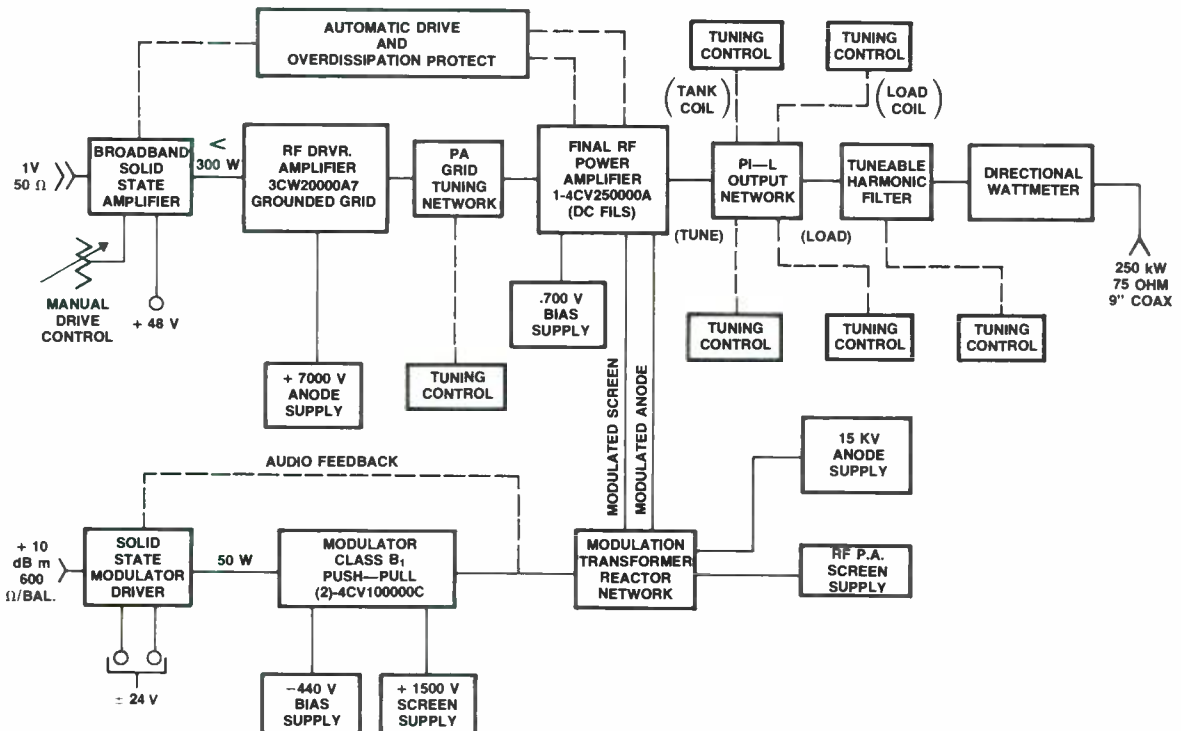 AUTOMATIC DRIVE
AND
OVERDISSIPATION PROTECT
TUNING
CONTROL
TUNING
CONTROL
(TANK
COIL)
(LOAD
COIL)
1V
50 Ω
BROADBAND
SOLID
STATE
AMPLIFIER
<
300 W
RF DRVR.
AMPLIFIER
3CW20000A7
GROUNDED GRID
PA
GRID
TUNING
NETWORK
FINAL RF
POWER
AMPLIFIER
1-4CV250000A
(DC FILS)
PI—L
OUTPUT
NETWORK
TUNEABLE
HARMONIC
FILTER
DIRECTIONAL
WATTMETER
(TUNE)
(LOAD)
250 kW
75 OHM
9" COAX
MANUAL
DRIVE
CONTROL
+ 48 V
.700 V
BIAS
SUPPLY
TUNING
CONTROL
TUNING
CONTROL
TUNING
CONTROL
+ 7000 V
ANODE
SUPPLY
TUNING
CONTROL
MODULATED SCREEN
MODULATED ANODE
15 KV
ANODE
SUPPLY
AUDIO FEEDBACK
+ 10
dB m
600
Ω/BAL.
SOLID
STATE
MODULATOR
DRIVER
50 W
MODULATOR
CLASS B₁
PUSH—PULL
(2)-4CV100000C
MODULATION
TRANSFORMER
REACTOR
NETWORK
RF P.A.
SCREEN
SUPPLY
± 24 V
−440 V
BIAS
SUPPLY
+ 1500 V
SCREEN
SUPPLY